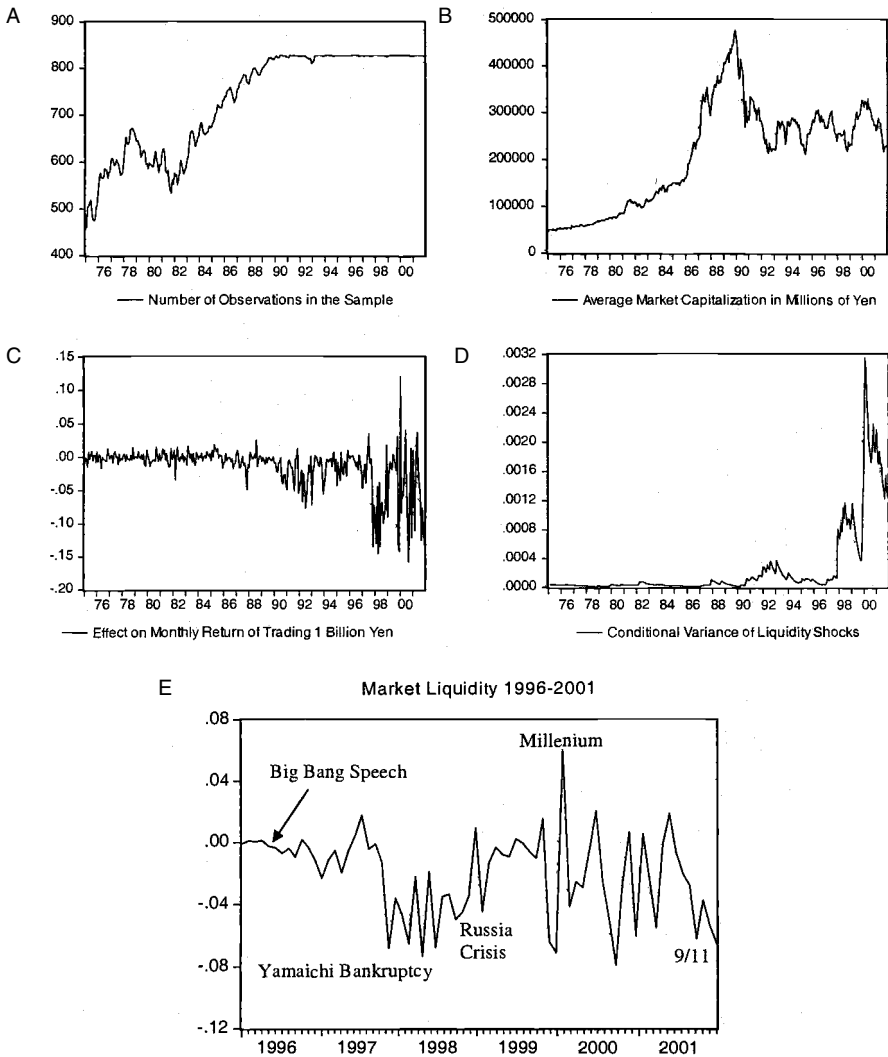 A
900
800
700
600
500
400
76 78 80 82 84 86 88 90 92 94 96 98 00
Number of Observations in the Sample
B
500000
400000
300000
200000
100000
0
76 78 80 82 84 86 88 90 92 94 96 98 00
Average Market Capitalization in Millions of Yen
C
.15
.10
.05
.00
-.05
-.10
-.15
-.20
76 78 80 82 84 86 88 90 92 94 96 98 00
Effect on Monthly Return of Trading 1 Billion Yen
D
.0032
.0028
.0024
.0020
.0016
.0012
.0008
.0004
.0000
76 78 80 82 84 86 88 90 92 94 96 98 00
Conditional Variance of Liquidity Shocks
E
Market Liquidity 1996-2001
.08
.04
.00
-.04
-.08
-.12
Millenium
Big Bang Speech
Russia
Crisis
Yamaichi Bankruptcy
9/11
1996 1997 1998 1999 2000 2001